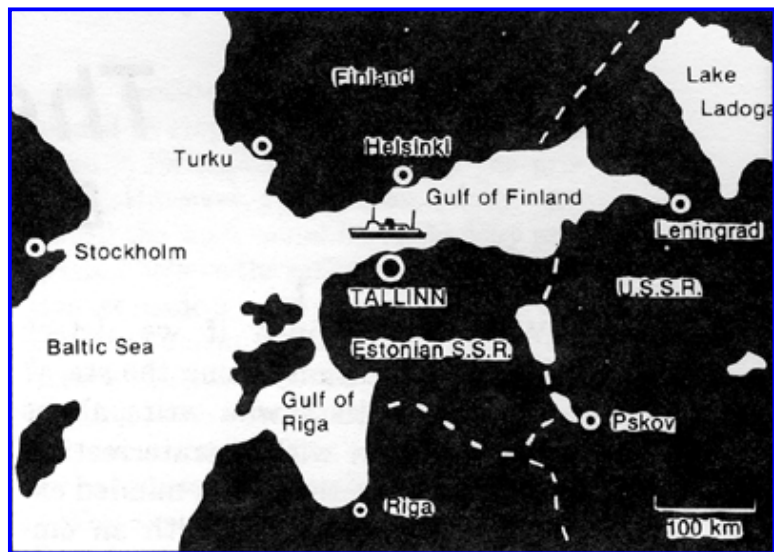 Finland
Lake
Ladoga
Turku
Helsinki
Gulf of Finland
Leningrad
Stockholm
TALLINN
U.S.S.R.
Baltic Sea
Estonian S.S.R.
Gulf of
Riga
Pskov
Riga
100 km